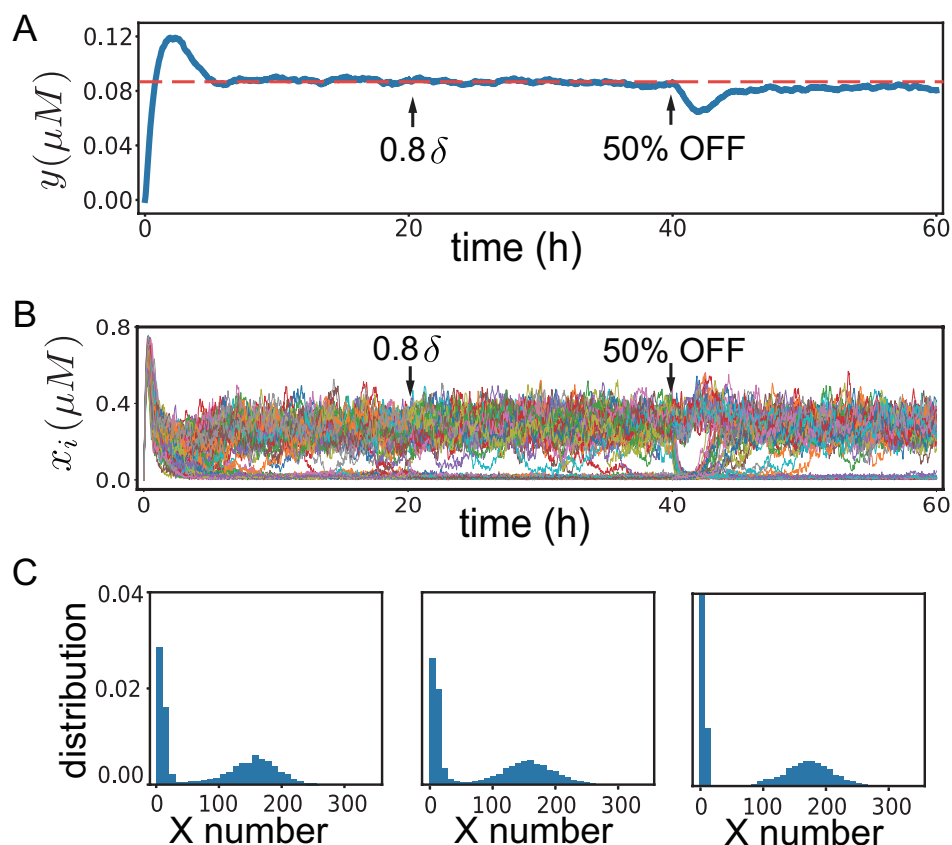 A
y(μM)
0.12
0.08
0.04
0.00
0.8 δ
50% OFF
0 20 40 60
time (h)
B
x_i(μM)
0.8
0.4
0.0
0.8 δ
50% OFF
0 20 40 60
time (h)
C
distribution
0.04
0.02
0.00
0 100 200 300
X number
0 100 200 300
X number
0 100 200 300
X number